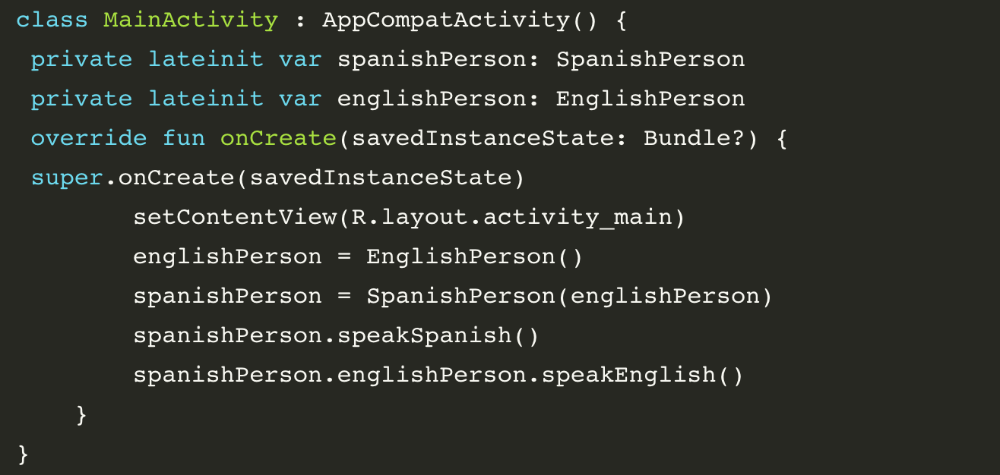 class MainActivity : AppCompatActivity() {
 private lateinit var spanishPerson: SpanishPerson
 private lateinit var englishPerson: EnglishPerson
 override fun onCreate(savedInstanceState: Bundle?) {
 super.onCreate(savedInstanceState)
        setContentView(R.layout.activity_main)
        englishPerson = EnglishPerson()
        spanishPerson = SpanishPerson(englishPerson)
        spanishPerson.speakSpanish()
        spanishPerson.englishPerson.speakEnglish()
    }
}